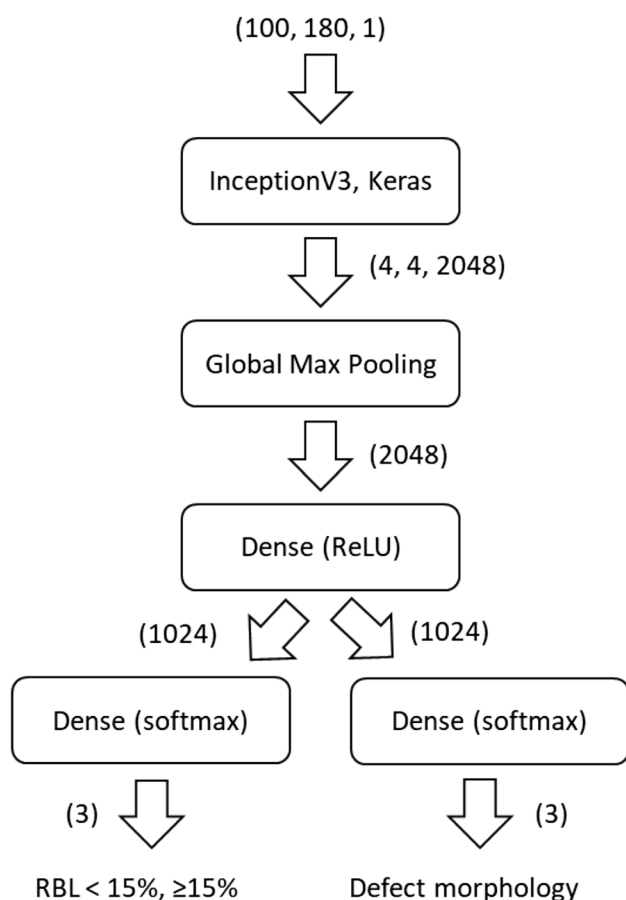 (100, 180, 1)
InceptionV3, Keras
(4, 4, 2048)
Global Max Pooling
(2048)
Dense (ReLU)
(1024)
(1024)
Dense (softmax)
Dense (softmax)
(3)
(3)
RBL < 15%, ≥15%
Defect morphology